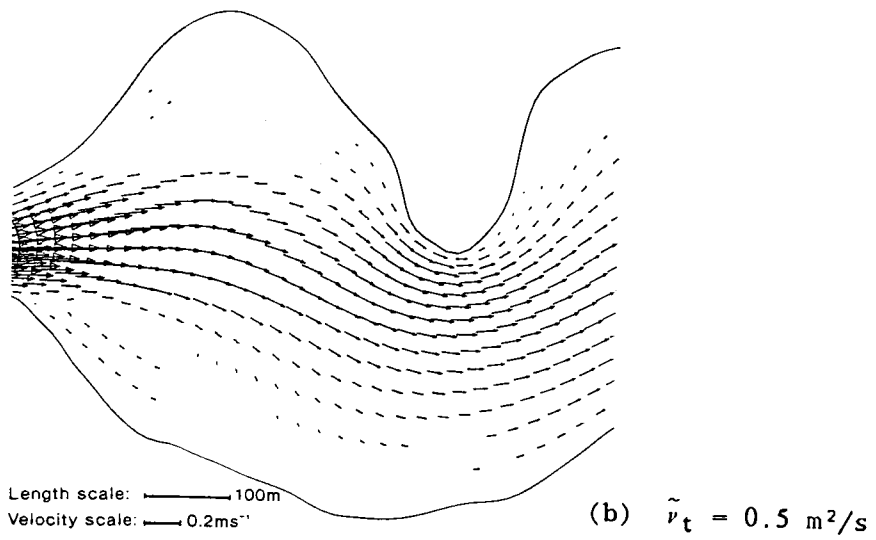 Length scale: 100m
Velocity scale: 0.2ms⁻¹
(b) ν̃t = 0.5 m²/s